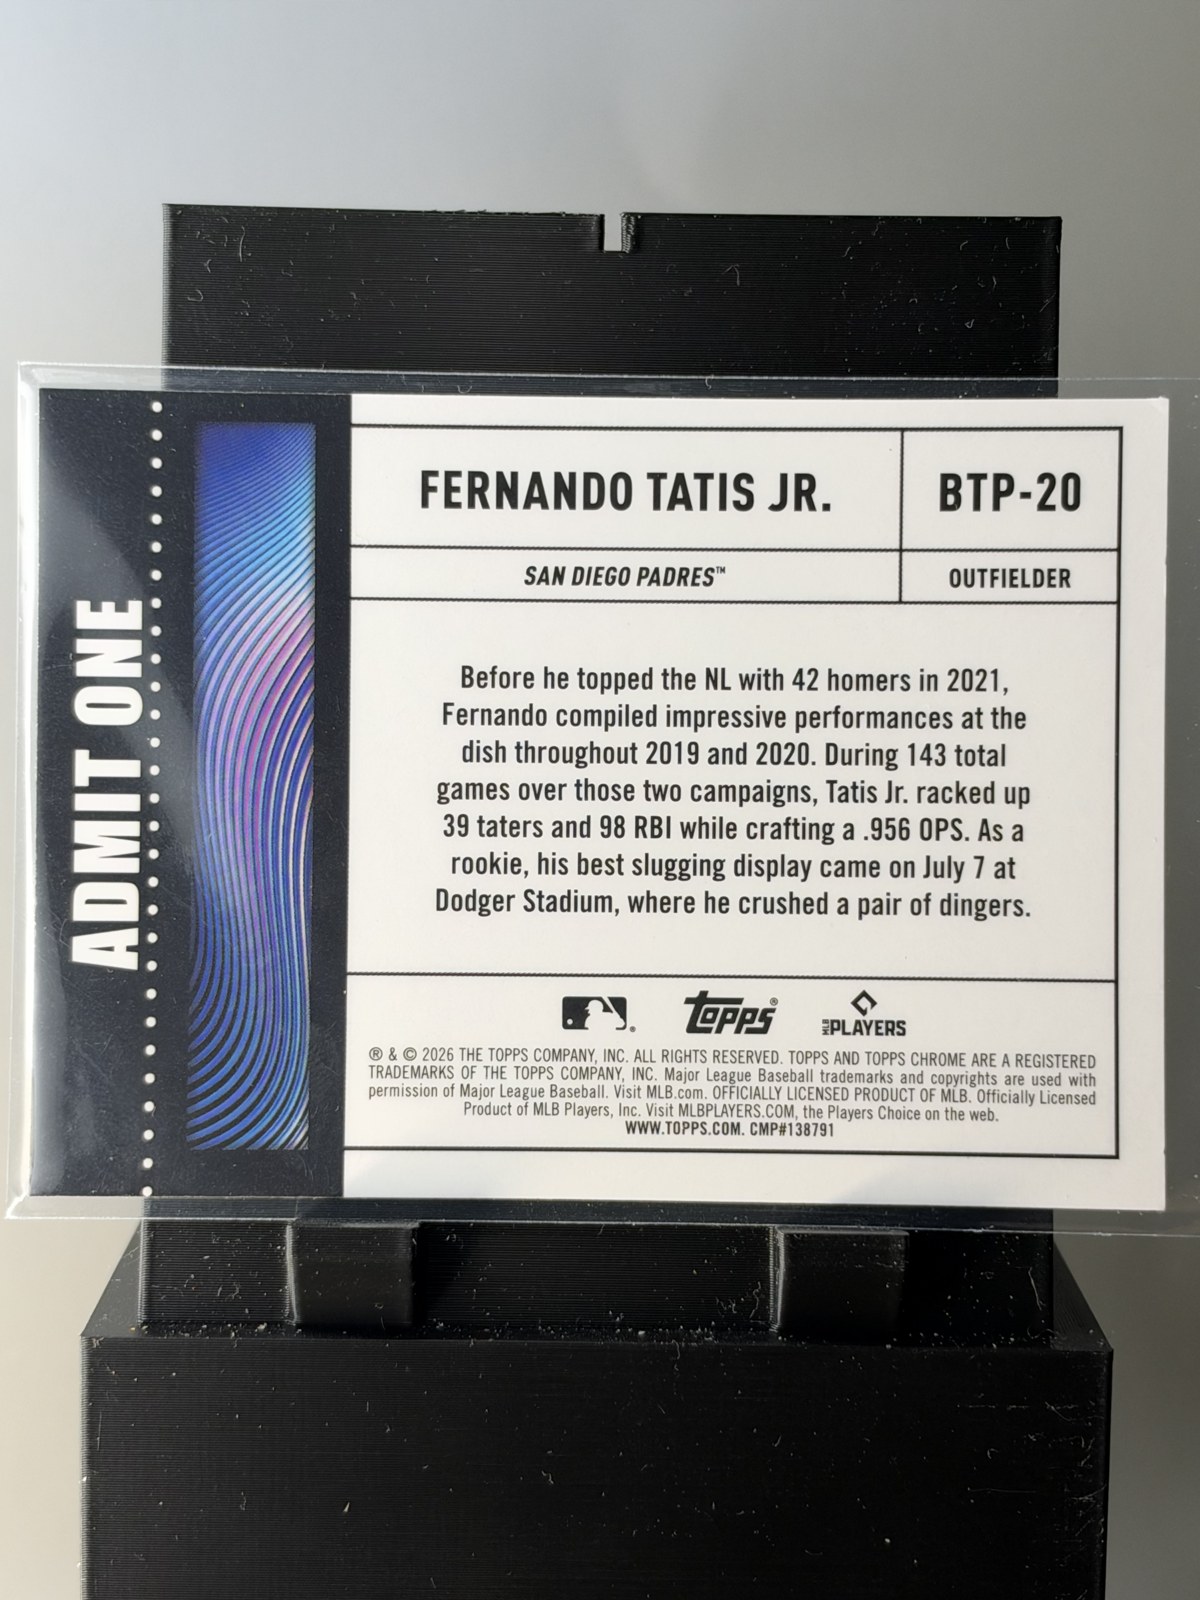 ADMIT ONE
FERNANDO TATIS JR.
BTP-20
SAN DIEGO PADRES™
OUTFIELDER
Before he topped the NL with 42 homers in 2021,
Fernando compiled impressive performances at the
dish throughout 2019 and 2020. During 143 total
games over those two campaigns, Tatis Jr. racked up
39 taters and 98 RBI while crafting a .956 OPS. As a
rookie, his best slugging display came on July 7 at
Dodger Stadium, where he crushed a pair of dingers.
®
topps®
MLB PLAYERS
® & © 2026 THE TOPPS COMPANY, INC. ALL RIGHTS RESERVED. TOPPS AND TOPPS CHROME ARE A REGISTERED
TRADEMARKS OF THE TOPPS COMPANY, INC. Major League Baseball trademarks and copyrights are used with
permission of Major League Baseball. Visit MLB.com. OFFICIALLY LICENSED PRODUCT OF MLB. Officially Licensed
Product of MLB Players, Inc. Visit MLBPLAYERS.COM, the Players Choice on the web.
WWW.TOPPS.COM. CMP#138791